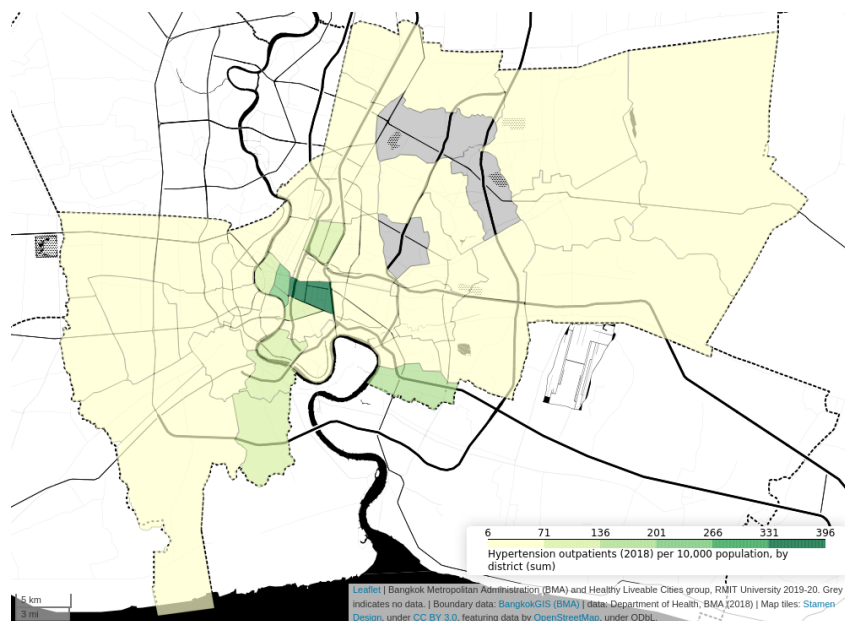 6 71 136 201 266 331 396
Hypertension outpatients (2018) per 10,000 population, by
district (sum)
5 km
3 mi
Leaflet | Bangkok Metropolitan Administration (BMA) and Healthy Liveable Cities group, RMIT University 2019-20. Grey
indicates no data. | Boundary data: BangkokGIS (BMA) | data: Department of Health, BMA (2018) | Map tiles: Stamen
Design, under CC BY 3.0, featuring data by OpenStreetMap, under ODbL.